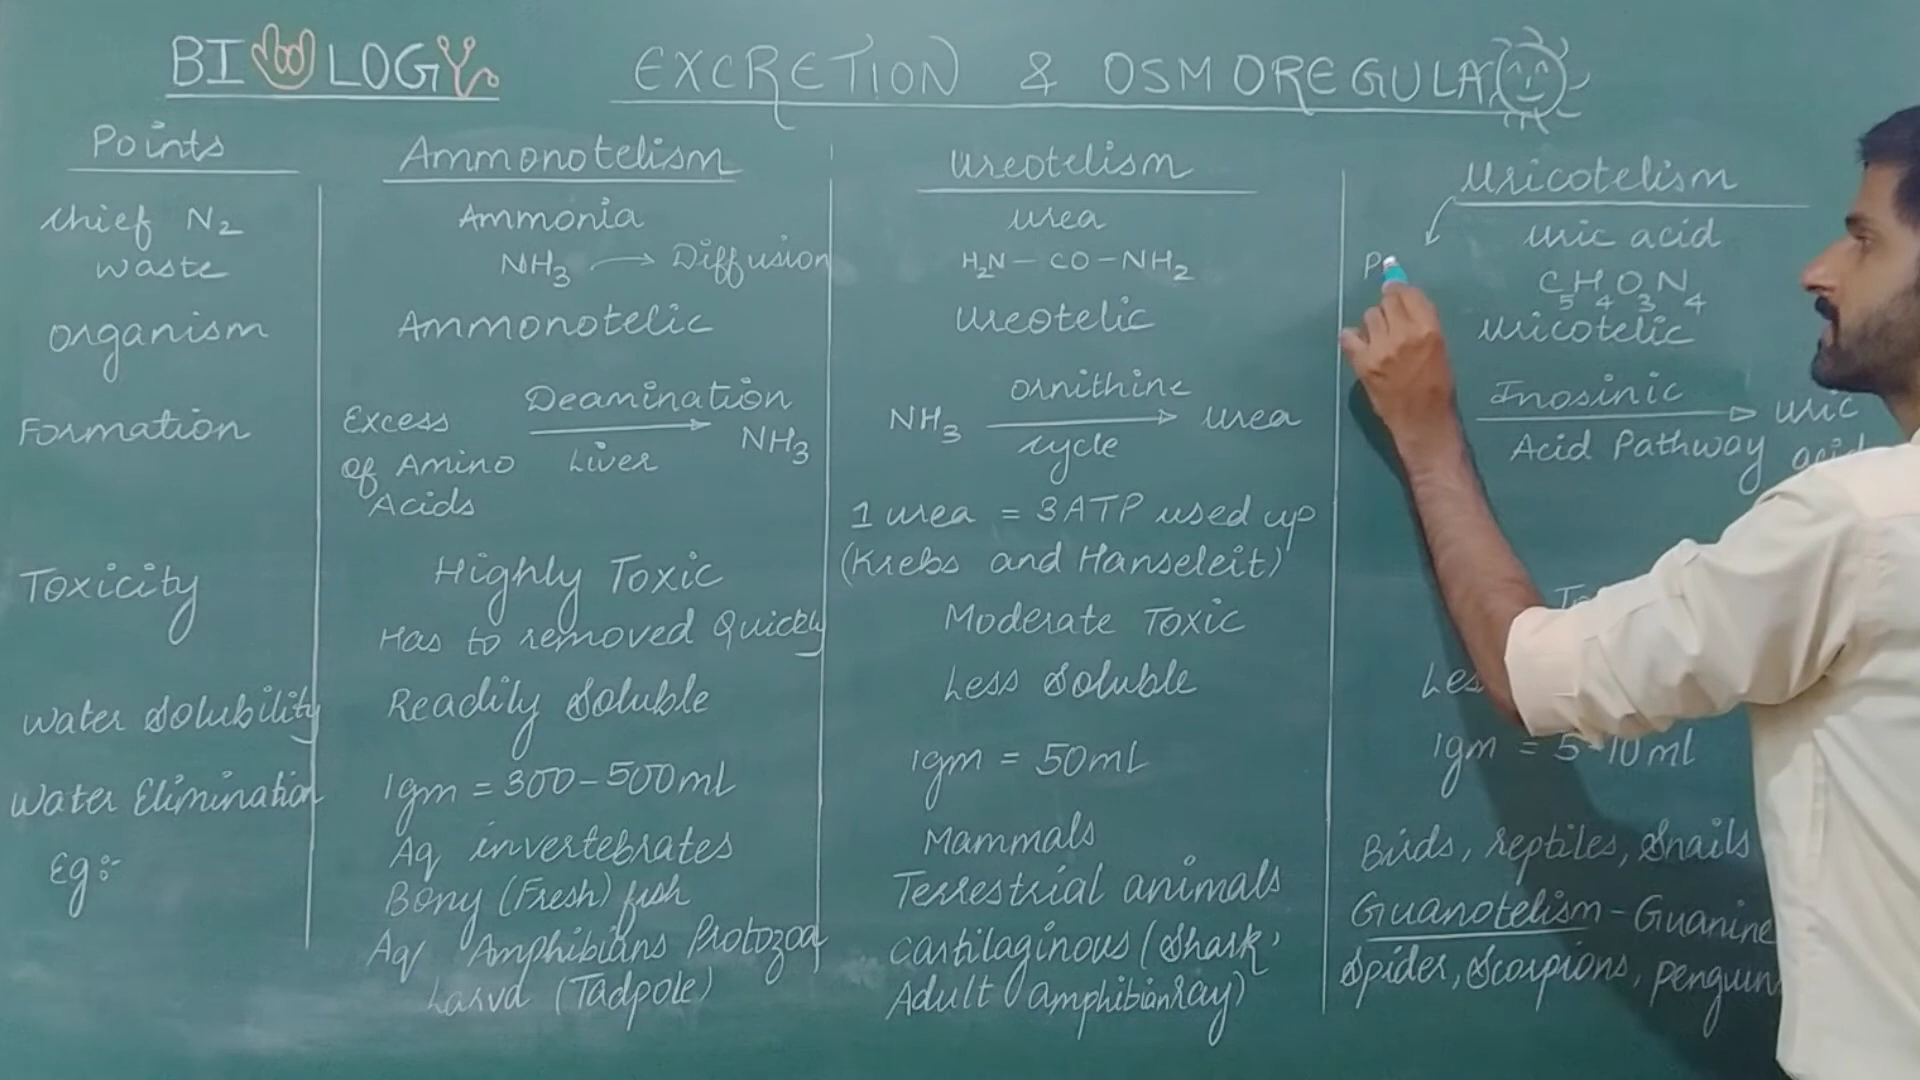 BIOLOGY
EXCRETION & OSMOREGULA
Points
Ammonotelism
Ureotelism
Uricotelism
Chief N2
waste
Ammonia
NH3 → Diffusion
Urea
H2N - CO - NH2
Uric acid
C5H4O3N4
Organism
Ammonotelic
Ureotelic
Uricotelic
Formation
Excess
of Amino
Acids
Deamination
Liver
NH3
NH3
Ornithine
cycle
Urea
1 urea = 3ATP used up
(Krebs and Hanseleit)
Inosinic
Acid Pathway
Uric
acid
Toxicity
Highly Toxic
Has to removed Quickly
Moderate Toxic
Water Solubility
Readily Soluble
Less Soluble
Water Elimination
1gm = 300-500mL
1gm = 50mL
1gm = 5-10ml
Eg:-
Aq invertebrates
Bony (Fresh) fish
Aq Amphibians Protozoa
Larva (Tadpole)
Mammals
Terrestrial animals
Cartilaginous (Shark,
Adult amphibian Ray)
Birds, reptiles, Snails
Guanotelism - Guanine
Spider, Scorpions, Penguin